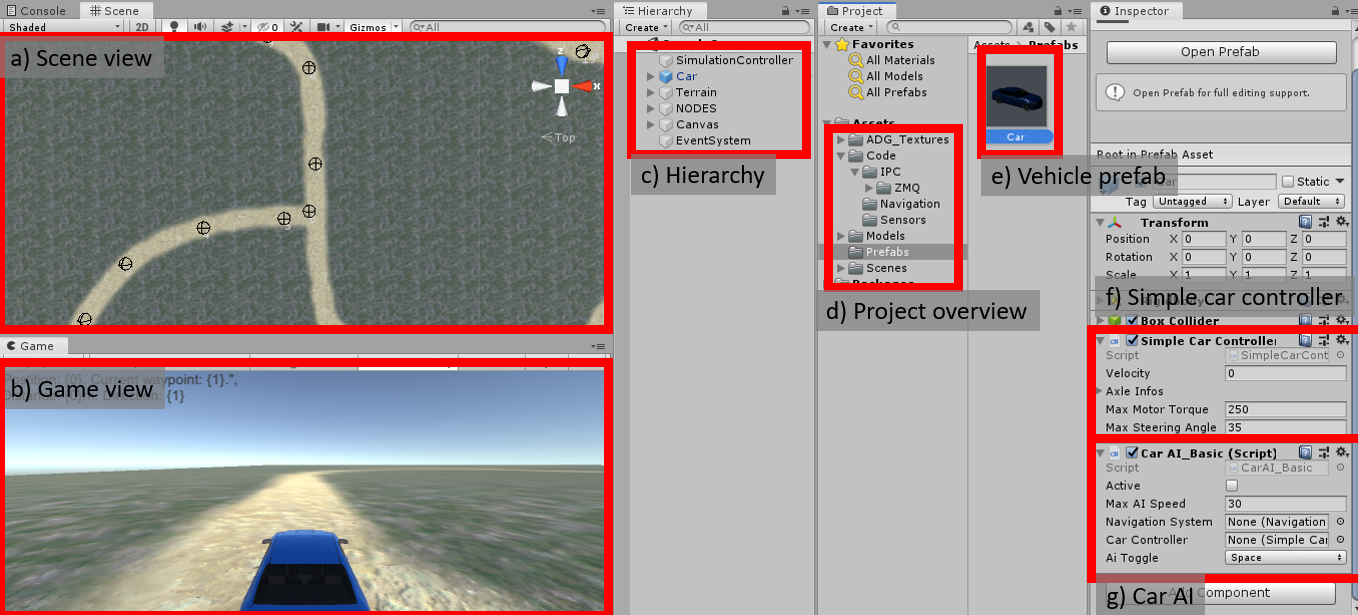 Console
Scene
Shaded
2D
0
Gizmos
All
a) Scene view
z
x
Top
Game
b) Game view
Current waypoint: {1}.",
Direction: {1}
Hierarchy
Create
All
SimulationController
Car
Terrain
NODES
Canvas
EventSystem
c) Hierarchy
Project
Create
Favorites
All Materials
All Models
All Prefabs
Assets
ADG_Textures
Code
IPC
ZMQ
Navigation
Sensors
Models
Prefabs
Scenes
d) Project overview
Assets
Prefabs
Car
e) Vehicle prefab
Inspector
Open Prefab
Open Prefab for full editing support.
Root in Prefab Asset
Static
Tag Untagged Layer Default
Transform
Position X 0 Y 0 Z 0
Rotation X 0 Y 0 Z 0
Scale X 1 Y 1 Z 1
f) Simple car controller
Box Collider
Simple Car Controller
Script SimpleCarCont
Velocity 0
Axle Infos
Max Motor Torque 250
Max Steering Angle 35
Car AI_Basic (Script)
Script CarAI_Basic
Active
Max AI Speed 30
Navigation System None (Navigation
Car Controller None (Simple Car
Ai Toggle Space
Component
g) Car AI